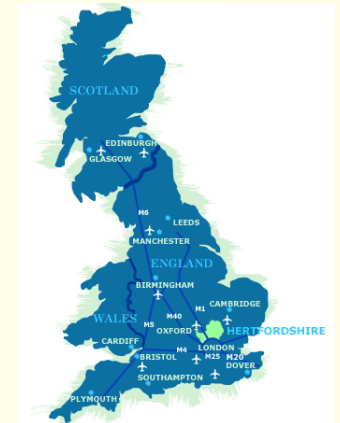 SCOTLAND
EDINBURGH
GLASGOW
M6
LEEDS
MANCHESTER
ENGLAND
BIRMINGHAM
CAMBRIDGE
M1
M40
WALES
M5
OXFORD
HERTFORDSHIRE
CARDIFF
M4
LONDON
BRISTOL
M25
M20
DOVER
SOUTHAMPTON
PLYMOUTH